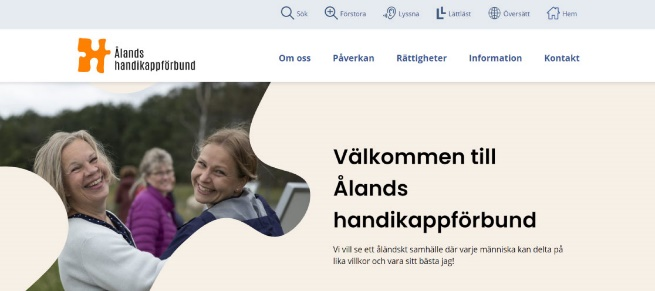 Sök Förstora Lyssna Lättläst Översätt Hem
Ålands
handikappförbund
Om oss Påverkan Rättigheter Information Kontakt
Välkommen till
Ålands
handikappförbund
Vi vill se ett åländskt samhälle där varje människa kan delta på
lika villkor och vara sitt bästa jag!